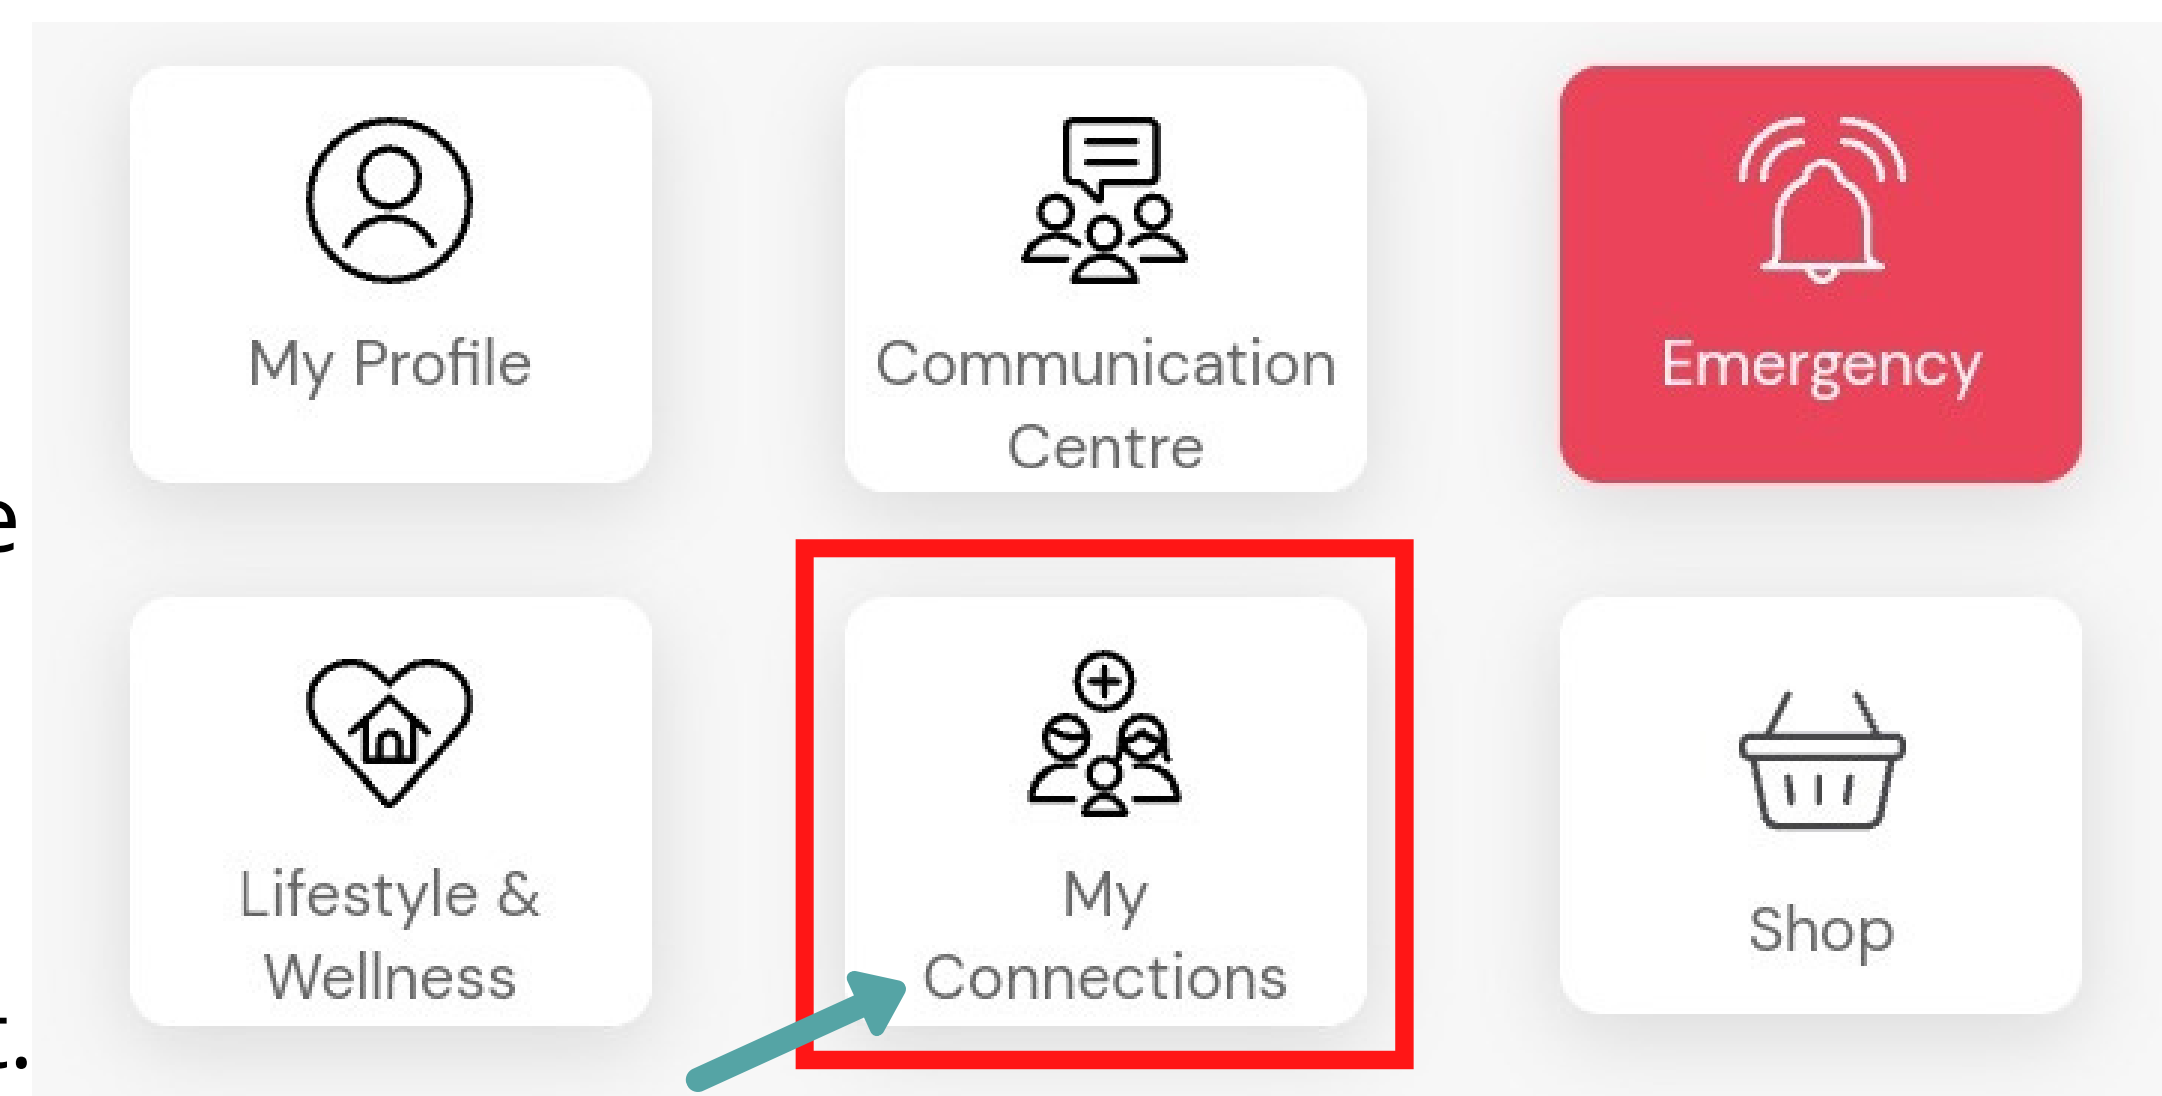 My Profile
Communication
Centre
Emergency
e
Lifestyle &
Wellness
My
Connections
Shop
t.